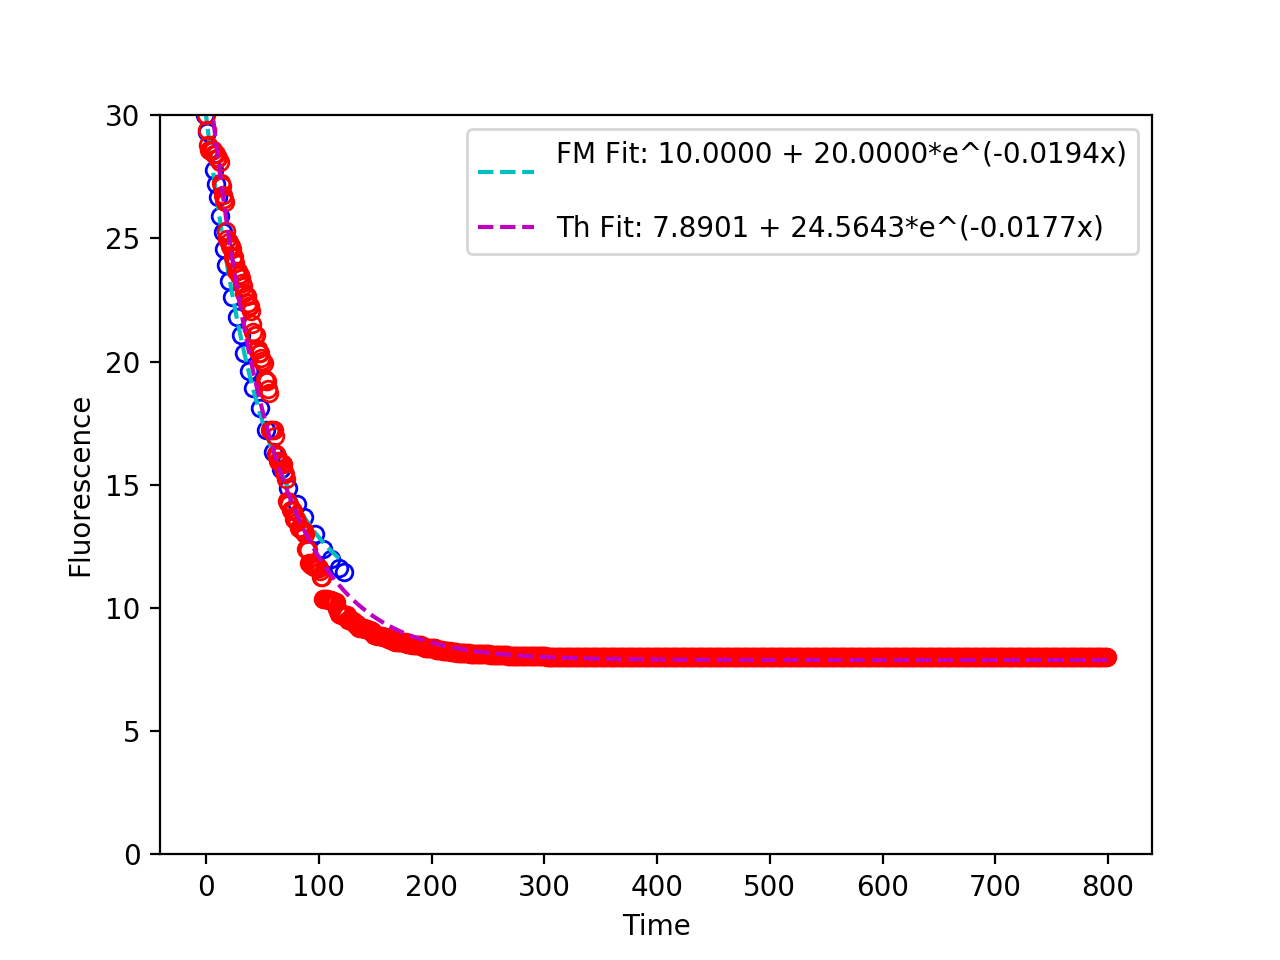 30
25
20
15
10
5
0
Fluorescence
FM Fit: 10.0000 + 20.0000*e^(-0.0194x)
Th Fit: 7.8901 + 24.5643*e^(-0.0177x)
0 100 200 300 400 500 600 700 800
Time